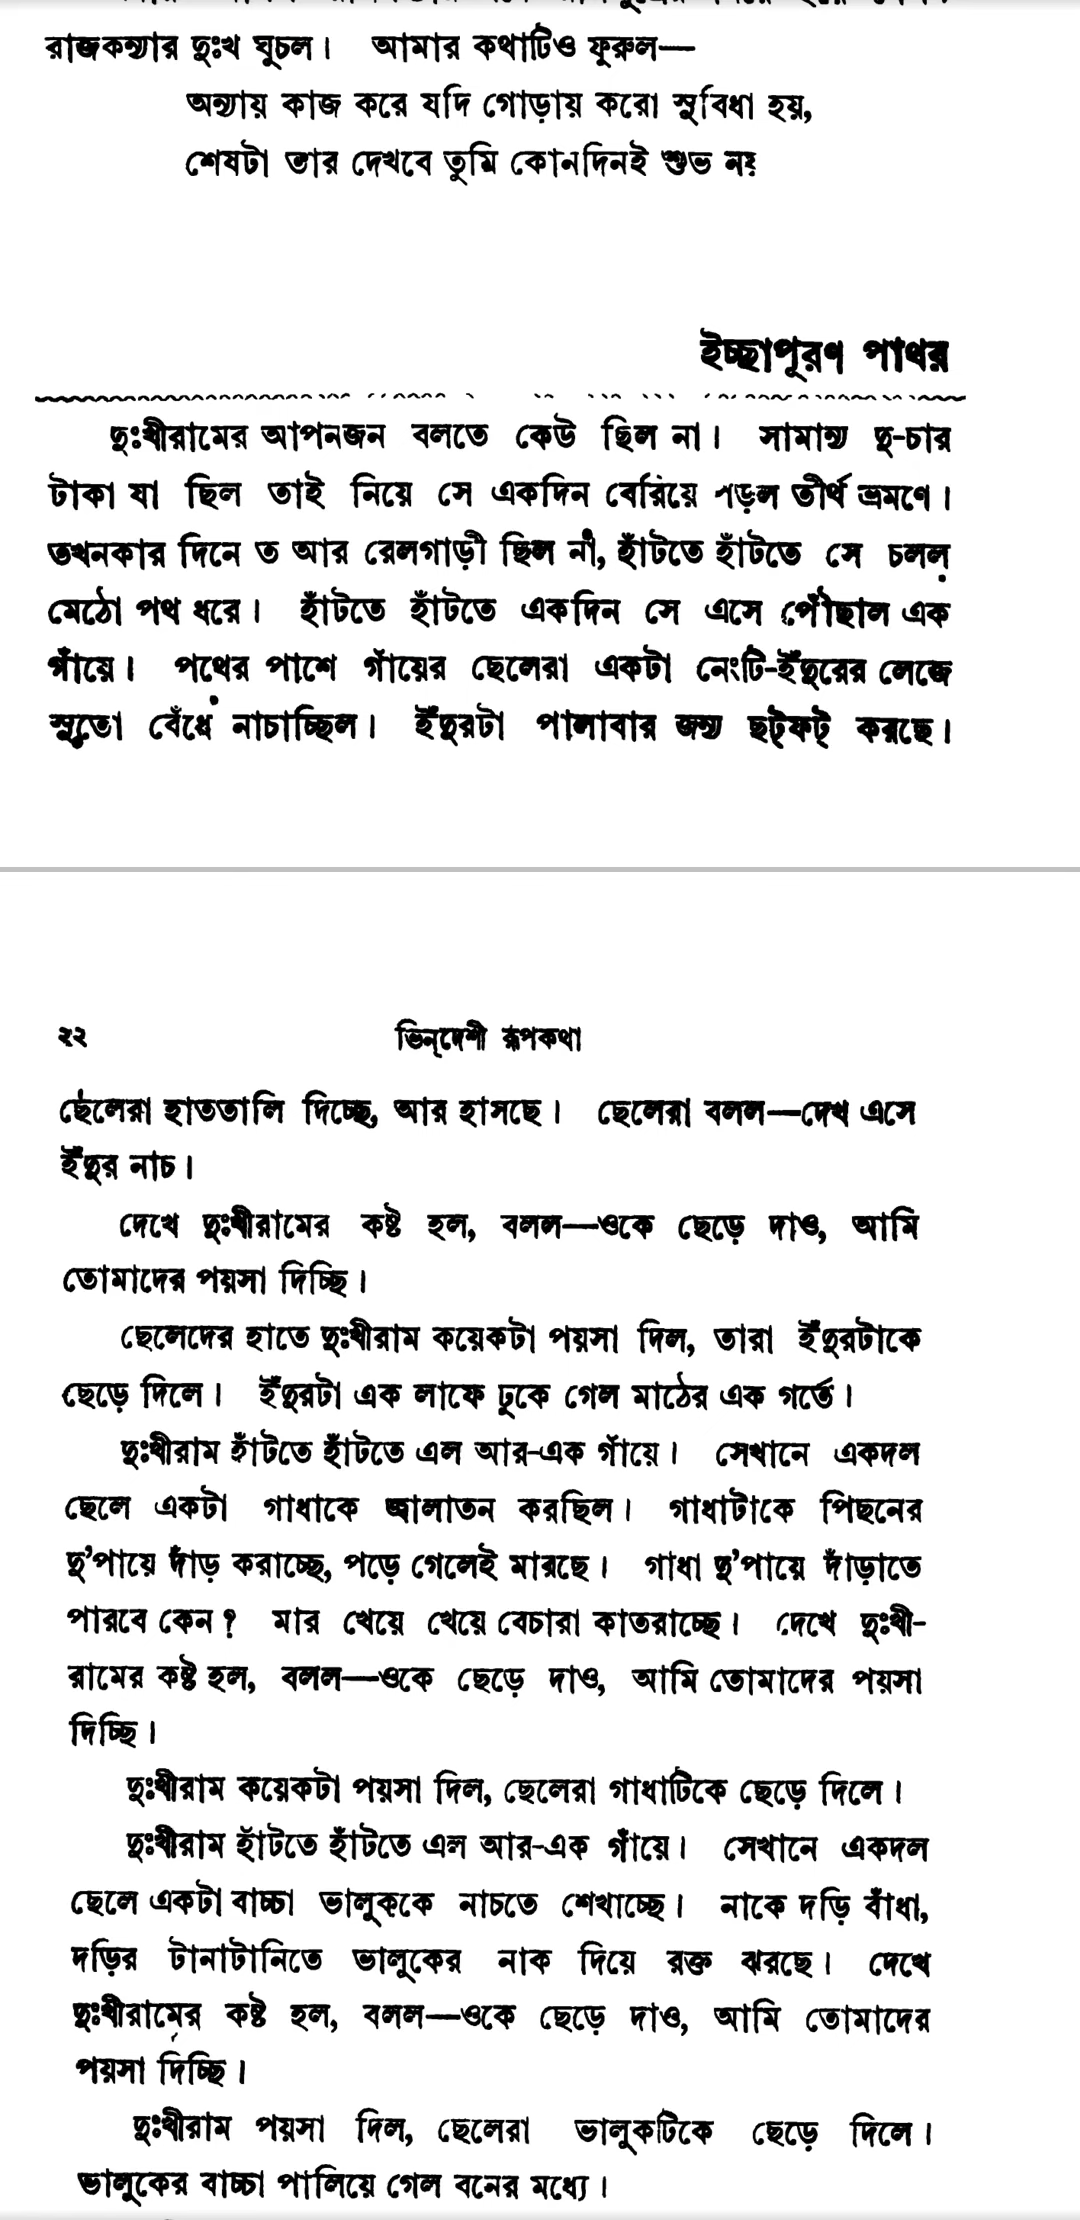 রাজকন্যার দুঃখ ঘুচল। আমার কথাটিও ফুরুল—
অন্যায় কাজ করে যদি গোড়ায় করো সুবিধা হয়,
শেষটা তার দেখবে তুমি কোনদিনই শুভ নয়
ইচ্ছাপূরণ পাথর
দুঃখীরামের আপনজন বলতে কেউ ছিল না। সামান্য দু-চার
টাকা যা ছিল তাই নিয়ে সে একদিন বেরিয়ে পড়ল তীর্থ ভ্রমণে।
তখনকার দিনে ত আর রেলগাড়ী ছিল না, হাঁটতে হাঁটতে সে চলল
মেঠো পথ ধরে। হাঁটতে হাঁটতে একদিন সে এসে পৌঁছাল এক
গাঁয়ে। পথের পাশে গাঁয়ের ছেলেরা একটা নেংটি-ইঁদুরের লেজে
সুতো বেঁধে নাচাচ্ছিল। ইঁদুরটা পালাবার জন্য ছট্‌ফট্‌ করছে।
২২ ভিন্‌দেশী রূপকথা
ছেলেরা হাততালি দিচ্ছে, আর হাসছে। ছেলেরা বলল—দেখ এসে
ইঁদুর নাচ।
দেখে দুঃখীরামের কষ্ট হল, বলল—ওকে ছেড়ে দাও, আমি
তোমাদের পয়সা দিচ্ছি।
ছেলেদের হাতে দুঃখীরাম কয়েকটা পয়সা দিল, তারা ইঁদুরটাকে
ছেড়ে দিলে। ইঁদুরটা এক লাফে ঢুকে গেল মাঠের এক গর্তে।
দুঃখীরাম হাঁটতে হাঁটতে এল আর-এক গাঁয়ে। সেখানে একদল
ছেলে একটা গাধাকে জ্বালাতন করছিল। গাধাটাকে পিছনের
দু'পায়ে দাঁড় করাচ্ছে, পড়ে গেলেই মারছে। গাধা দু'পায়ে দাঁড়াতে
পারবে কেন? মার খেয়ে খেয়ে বেচারা কাতরাচ্ছে। দেখে দুঃখী-
রামের কষ্ট হল, বলল—ওকে ছেড়ে দাও, আমি তোমাদের পয়সা
দিচ্ছি।
দুঃখীরাম কয়েকটা পয়সা দিল, ছেলেরা গাধাটিকে ছেড়ে দিলে।
দুঃখীরাম হাঁটতে হাঁটতে এল আর-এক গাঁয়ে। সেখানে একদল
ছেলে একটা বাচ্চা ভালুককে নাচতে শেখাচ্ছে। নাকে দড়ি বাঁধা,
দড়ির টানাটানিতে ভালুকের নাক দিয়ে রক্ত ঝরছে। দেখে
দুঃখীরামের কষ্ট হল, বলল—ওকে ছেড়ে দাও, আমি তোমাদের
পয়সা দিচ্ছি।
দুঃখীরাম পয়সা দিল, ছেলেরা ভালুকটিকে ছেড়ে দিলে।
ভালুকের বাচ্চা পালিয়ে গেল বনের মধ্যে।